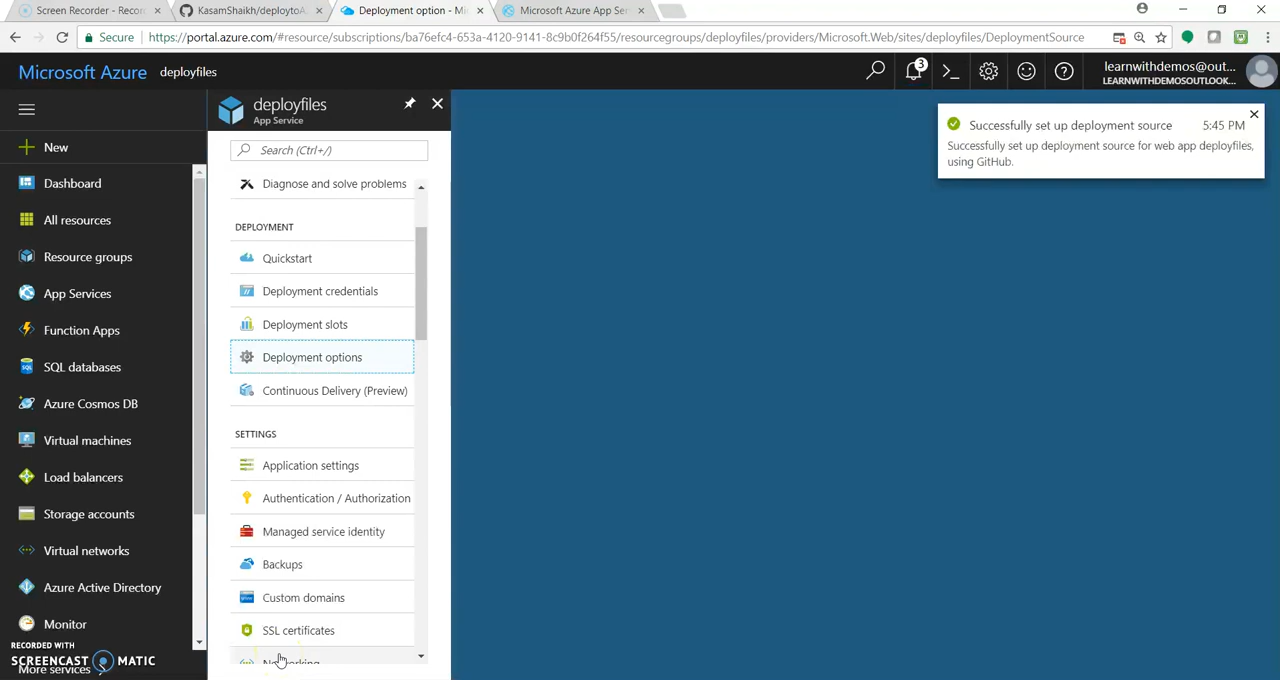 Screen Recorder - Recor
KasamShaikh/deploytoA
Deployment option - Mi
Microsoft Azure App Ser
Secure
https://portal.azure.com/#resource/subscriptions/ba76efc4-653a-4120-9141-8c9b0f264f55/resourcegroups/deployfiles/providers/Microsoft.Web/sites/deployfiles/DeploymentSource
Microsoft Azure
deployfiles
3
learnwithdemos@out...
LEARNWITHDEMOSOUTLOOK...
deployfiles
App Service
Successfully set up deployment source
5:45 PM
Successfully set up deployment source for web app deployfiles,
using GitHub.
New
Dashboard
All resources
Resource groups
App Services
Function Apps
SQL databases
Azure Cosmos DB
Virtual machines
Load balancers
Storage accounts
Virtual networks
Azure Active Directory
Monitor
More services
RECORDED WITH
SCREENCAST MATIC
Search (Ctrl+/)
Diagnose and solve problems
DEPLOYMENT
Quickstart
Deployment credentials
Deployment slots
Deployment options
Continuous Delivery (Preview)
SETTINGS
Application settings
Authentication / Authorization
Managed service identity
Backups
Custom domains
SSL certificates
Networking